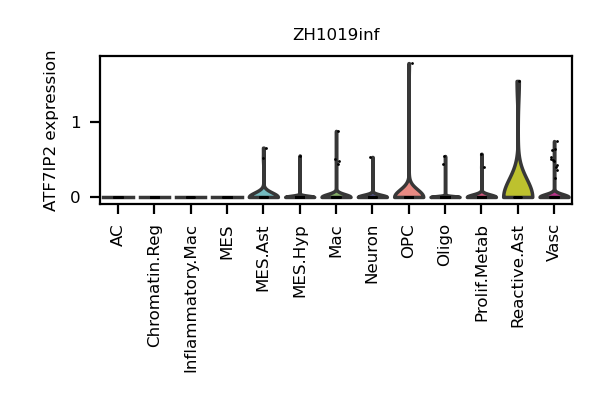 ZH1019inf
ATF7IP2 expression
1
0
AC
Chromatin.Reg
Inflammatory.Mac
MES
MES.Ast
MES.Hyp
Mac
Neuron
OPC
Oligo
Prolif.Metab
Reactive.Ast
Vasc